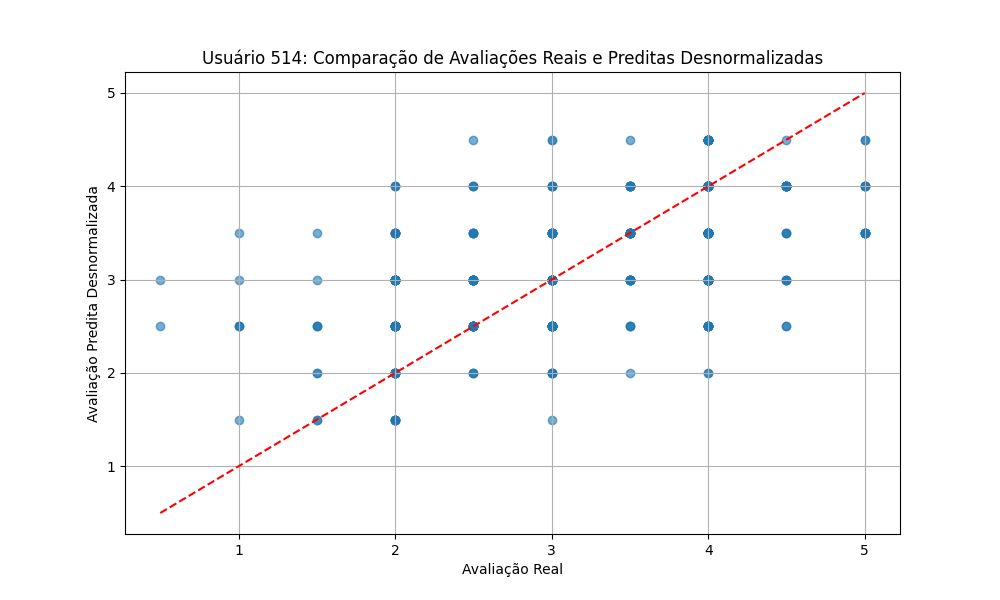 Usuário 514: Comparação de Avaliações Reais e Preditas Desnormalizadas
Avaliação Predita Desnormalizada
5
4
3
2
1
1 2 3 4 5
Avaliação Real